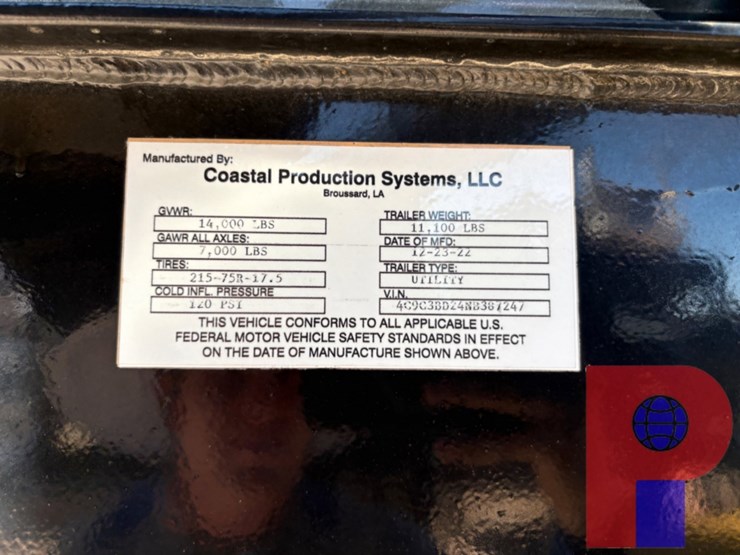 Manufactured By:
Coastal Production Systems, LLC
Broussard, LA
GVWR: TRAILER WEIGHT:
14,000 LBS 11,100 LBS
GAWR ALL AXLES: DATE OF MFD:
7,000 LBS 12-23-22
TIRES: TRAILER TYPE:
215-75R-17.5 UTILITY
COLD INFL. PRESSURE V.I.N.
120 PSI
THIS VEHICLE CONFORMS TO ALL APPLICABLE U.S.
FEDERAL MOTOR VEHICLE SAFETY STANDARDS IN EFFECT
ON THE DATE OF MANUFACTURE SHOWN ABOVE.